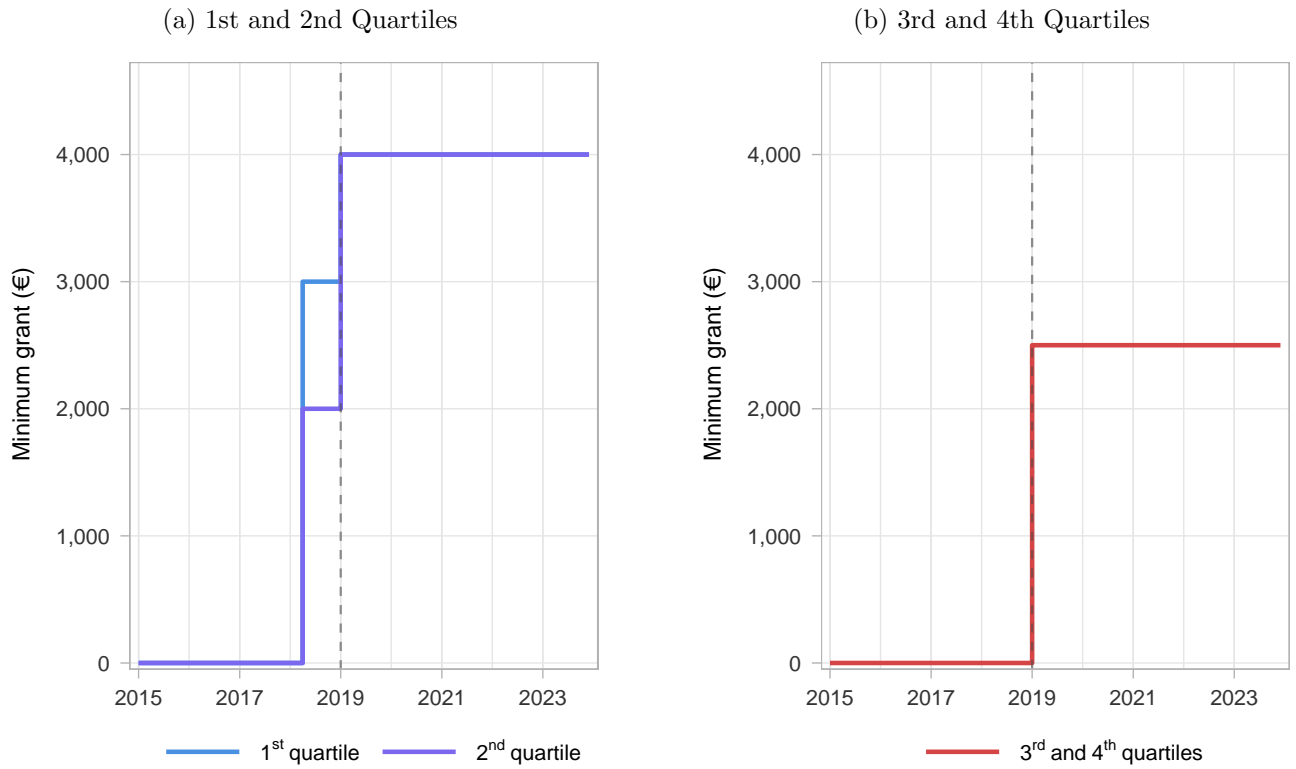 (a) 1st and 2nd Quartiles
Minimum grant (€)
4,000
3,000
2,000
1,000
0
2015 2017 2019 2021 2023
1st quartile 2nd quartile
(b) 3rd and 4th Quartiles
Minimum grant (€)
4,000
3,000
2,000
1,000
0
2015 2017 2019 2021 2023
3rd and 4th quartiles